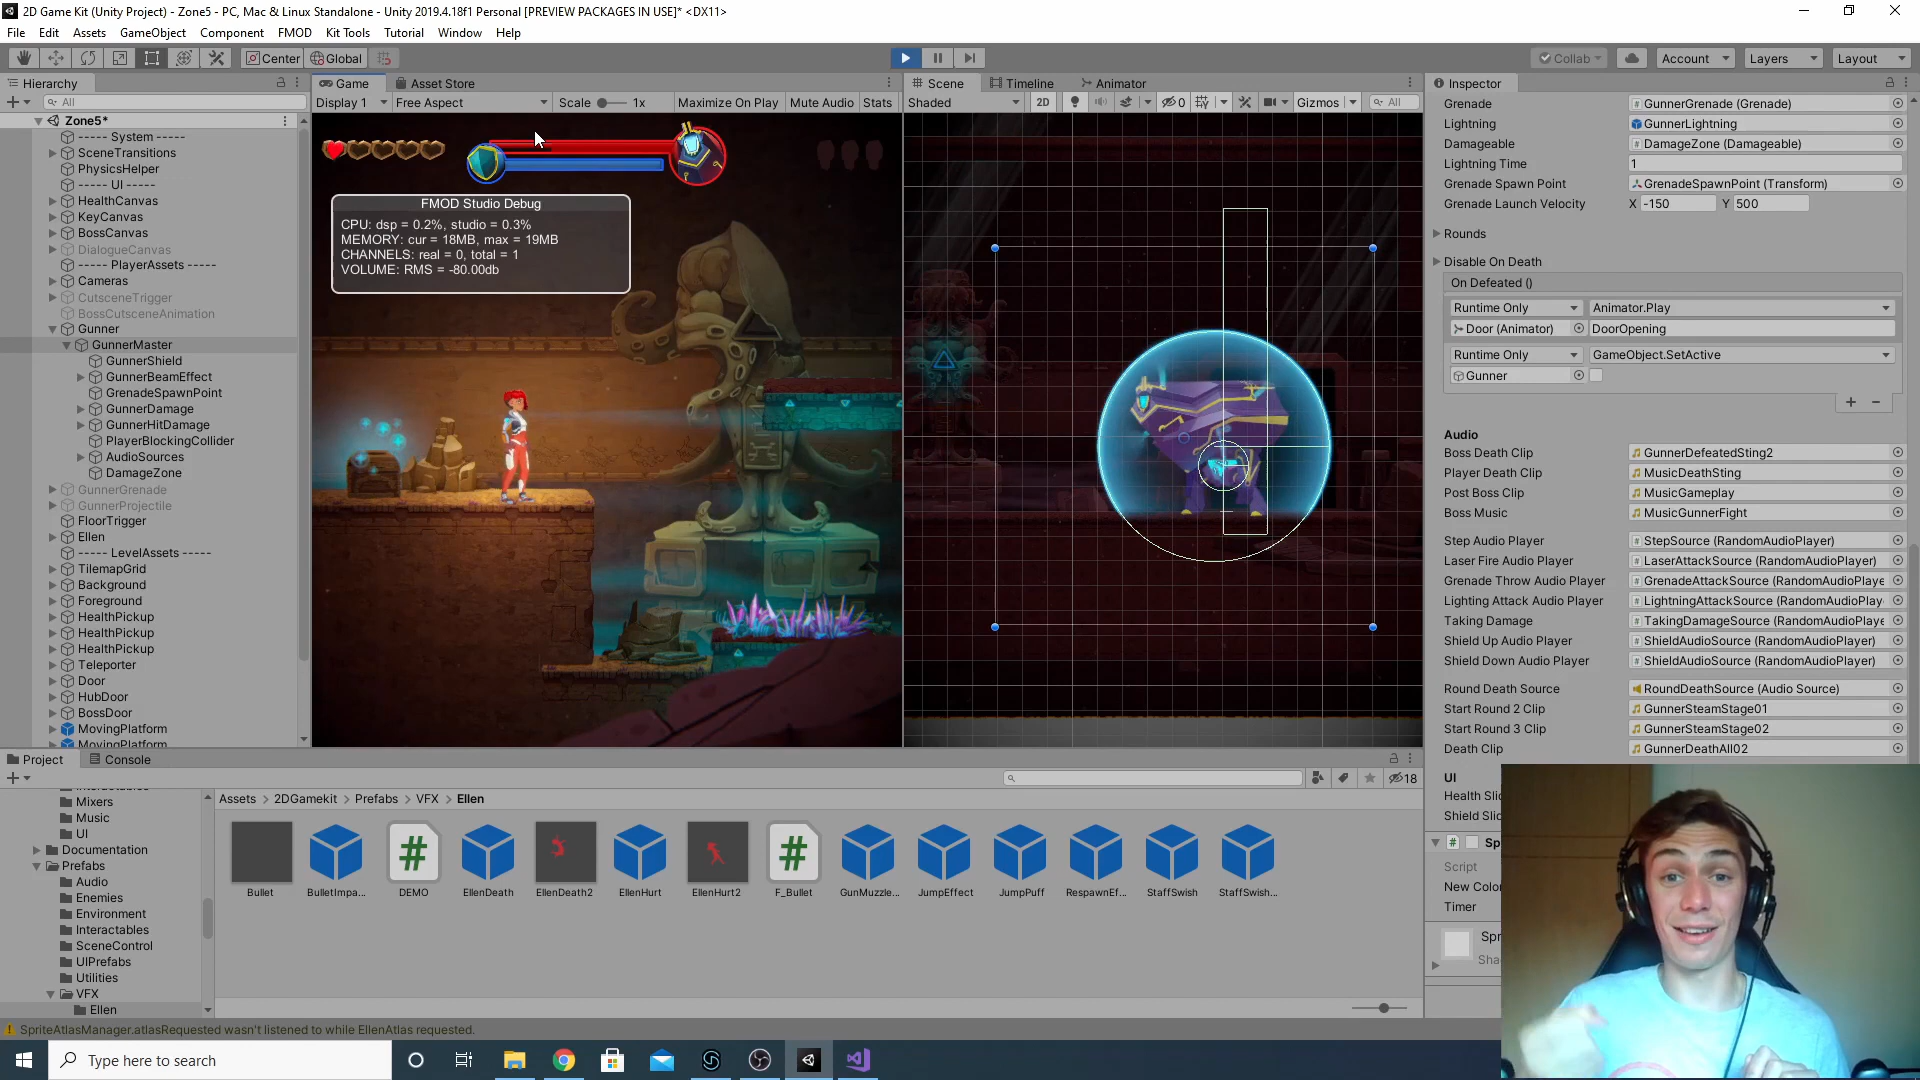 2D Game Kit (Unity Project) - Zone5 - PC, Mac & Linux Standalone - Unity 2019.4.18f1 Personal [PREVIEW PACKAGES IN USE]* <DX11>
File Edit Assets GameObject Component FMOD Kit Tools Tutorial Window Help
Center Global Collab Account Layers Layout
Hierarchy
All
Zone5*
----- System -----
SceneTransitions
PhysicsHelper
----- UI -----
HealthCanvas
KeyCanvas
BossCanvas
DialogueCanvas
----- PlayerAssets -----
Cameras
CutsceneTrigger
BossCutsceneAnimation
Gunner
GunnerMaster
GunnerShield
GunnerBeamEffect
GrenadeSpawnPoint
GunnerDamage
GunnerHitDamage
PlayerBlockingCollider
AudioSources
DamageZone
GunnerGrenade
GunnerProjectile
FloorTrigger
Ellen
----- LevelAssets -----
TilemapGrid
Background
Foreground
HealthPickup
HealthPickup
HealthPickup
Teleporter
Door
HubDoor
BossDoor
MovingPlatform
MovingPlatform
Game Asset Store
Display 1 Free Aspect Scale 1x Maximize On Play Mute Audio Stats
FMOD Studio Debug
CPU: dsp = 0.2%, studio = 0.3%
MEMORY: cur = 18MB, max = 19MB
CHANNELS: real = 0, total = 1
VOLUME: RMS = -80.00db
Scene Timeline Animator
Shaded 2D 0 Gizmos All
Inspector
Grenade GunnerGrenade (Grenade)
Lightning GunnerLightning
Damageable DamageZone (Damageable)
Lightning Time 1
Grenade Spawn Point GrenadeSpawnPoint (Transform)
Grenade Launch Velocity X -150 Y 500
Rounds
Disable On Death
On Defeated ()
Runtime Only Animator.Play
Door (Animator) DoorOpening
Runtime Only GameObject.SetActive
Gunner
+ −
Audio
Boss Death Clip GunnerDefeatedSting2
Player Death Clip MusicDeathSting
Post Boss Clip MusicGameplay
Boss Music MusicGunnerFight
Step Audio Player StepSource (RandomAudioPlayer)
Laser Fire Audio Player LaserAttackSource (RandomAudioPlayer)
Grenade Throw Audio Player GrenadeAttackSource (RandomAudioPlaye
Lighting Attack Audio Player LightningAttackSource (RandomAudioPlay
Taking Damage TakingDamageSource (RandomAudioPlaye
Shield Up Audio Player ShieldAudioSource (RandomAudioPlayer)
Shield Down Audio Player ShieldAudioSource (RandomAudioPlayer)
Round Death Source RoundDeathSource (Audio Source)
Start Round 2 Clip GunnerSteamStage01
Start Round 3 Clip GunnerSteamStage02
Death Clip GunnerDeathAll02
UI
Health Slid
Shield Slid
Sp
Script
New Color
Timer
Spr
Sha
Project Console
18
Mixers
Music
UI
Documentation
Prefabs
Audio
Enemies
Environment
Interactables
SceneControl
UIPrefabs
Utilities
VFX
Ellen
Assets > 2DGamekit > Prefabs > VFX > Ellen
Bullet BulletImpa... DEMO EllenDeath EllenDeath2 EllenHurt EllenHurt2 F_Bullet GunMuzzle... JumpEffect JumpPuff RespawnEf... StaffSwish StaffSwish...
SpriteAtlasManager.atlasRequested wasn't listened to while EllenAtlas requested.
Type here to search